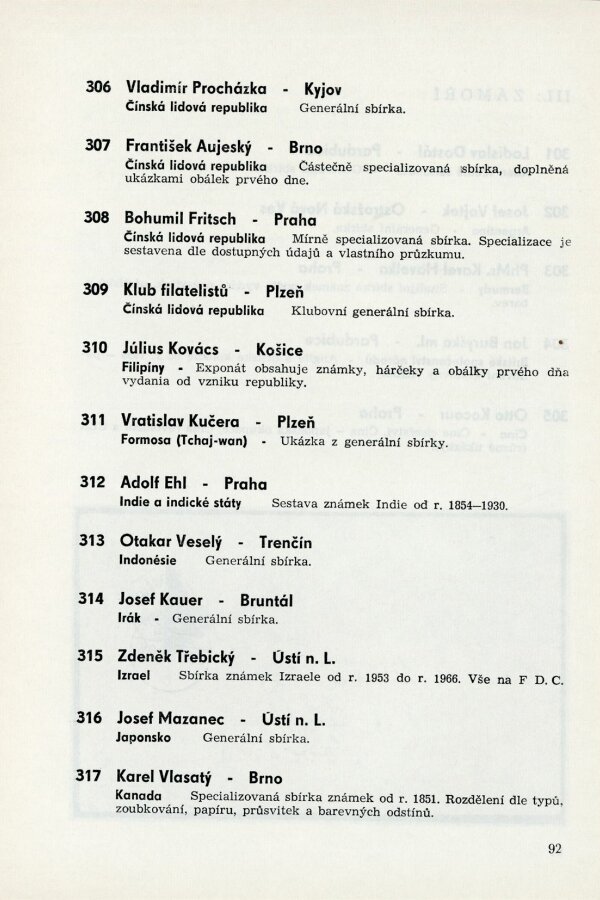 306 Vladimír Procházka - Kyjov
Čínská lidová republika Generální sbírka.
307 František Aujeský - Brno
Čínská lidová republika Částečně specializovaná sbírka, doplněná
ukázkami obálek prvého dne.
308 Bohumil Fritsch - Praha
Čínská lidová republika Mírně specializovaná sbírka. Specializace je
sestavena dle dostupných údajů a vlastního průzkumu.
309 Klub filatelistů - Plzeň
Čínská lidová republika Klubovní generální sbírka.
310 Július Kovács - Košice
Filipíny - Exponát obsahuje známky, hárčeky a obálky prvého dňa
vydania od vzniku republiky.
311 Vratislav Kučera - Plzeň
Formosa (Tchaj-wan) - Ukázka z generální sbírky.
312 Adolf Ehl - Praha
Indie a indické státy Sestava známek Indie od r. 1854—1930.
313 Otakar Veselý - Trenčín
Indonésie Generální sbírka.
314 Josef Kauer - Bruntál
Irák - Generální sbírka.
315 Zdeněk Třebický - Ústí n. L.
Izrael Sbírka známek Izraele od r. 1953 do r. 1966. Vše na F D. C.
316 Josef Mazanec - Ústí n. L.
Japonsko Generální sbírka.
317 Karel Vlasatý - Brno
Kanada Specializovaná sbírka známek od r. 1851. Rozdělení dle typů,
zoubkování, papíru, průsvitek a barevných odstínů.
92